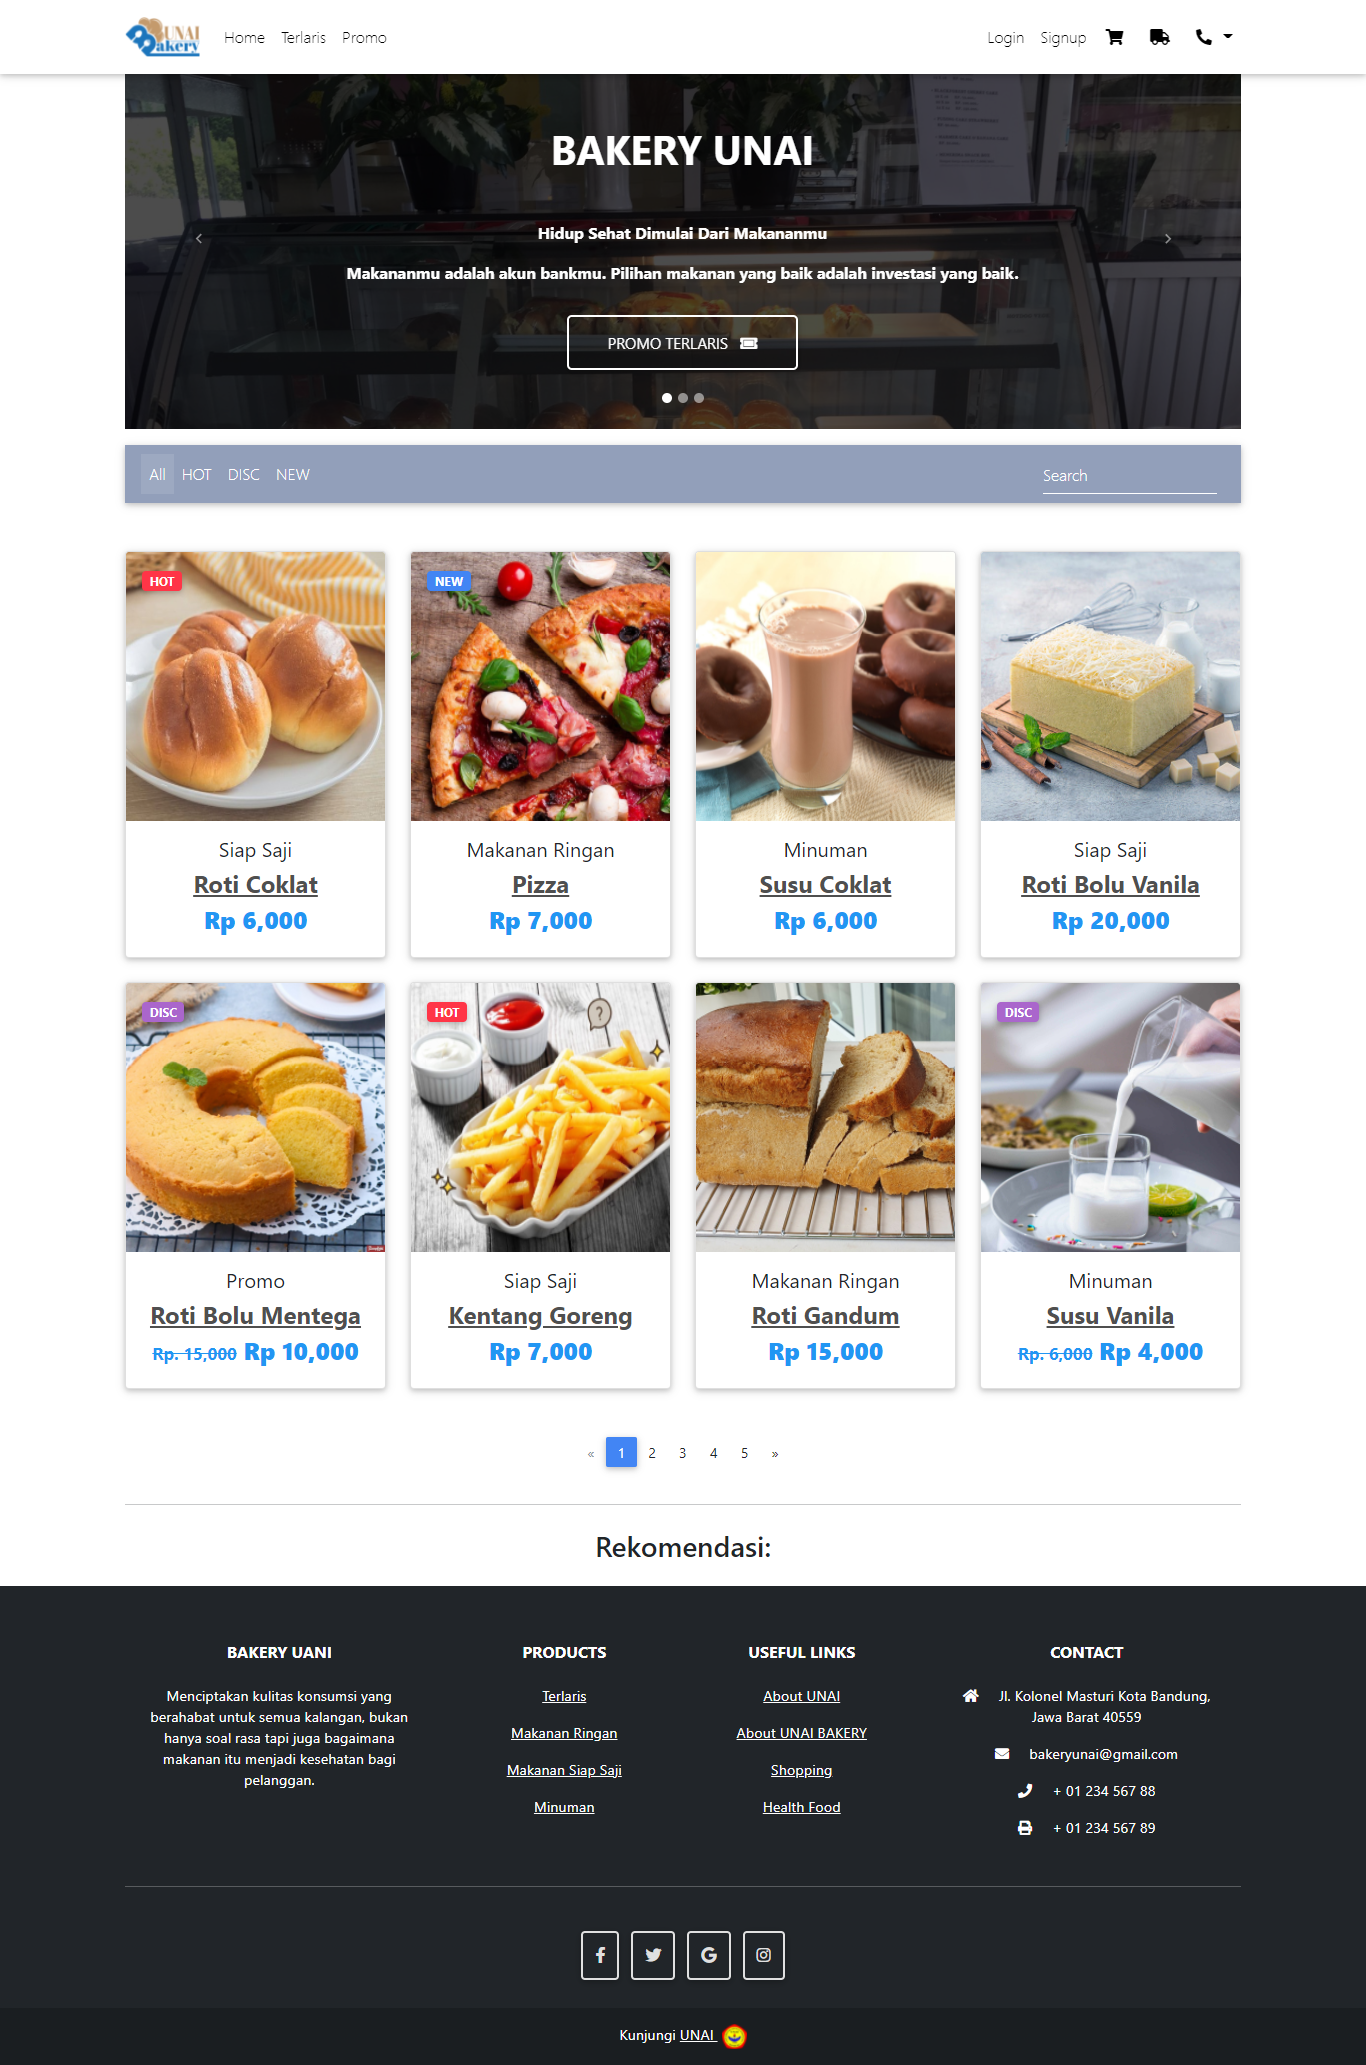 UNAI
Bakery
Home Terlaris Promo
Login Signup
BAKERY UNAI
Hidup Sehat Dimulai Dari Makananmu
Makananmu adalah akun bankmu. Pilihan makanan yang baik adalah investasi yang baik.
PROMO TERLARIS
All HOT DISC NEW
Search
HOT
NEW
Siap Saji
Roti Coklat
Rp 6,000
Makanan Ringan
Pizza
Rp 7,000
Minuman
Susu Coklat
Rp 6,000
Siap Saji
Roti Bolu Vanila
Rp 20,000
DISC
HOT
?
DISC
Promo
Roti Bolu Mentega
Rp. 15,000 Rp 10,000
Siap Saji
Kentang Goreng
Rp 7,000
Makanan Ringan
Roti Gandum
Rp 15,000
Minuman
Susu Vanila
Rp. 6,000 Rp 4,000
« 1 2 3 4 5 »
Rekomendasi:
BAKERY UANI
Menciptakan kulitas konsumsi yang
berahabat untuk semua kalangan, bukan
hanya soal rasa tapi juga bagaimana
makanan itu menjadi kesehatan bagi
pelanggan.
PRODUCTS
Terlaris
Makanan Ringan
Makanan Siap Saji
Minuman
USEFUL LINKS
About UNAI
About UNAI BAKERY
Shopping
Health Food
CONTACT
Jl. Kolonel Masturi Kota Bandung,
Jawa Barat 40559
bakeryunai@gmail.com
+ 01 234 567 88
+ 01 234 567 89
Kunjungi UNAI